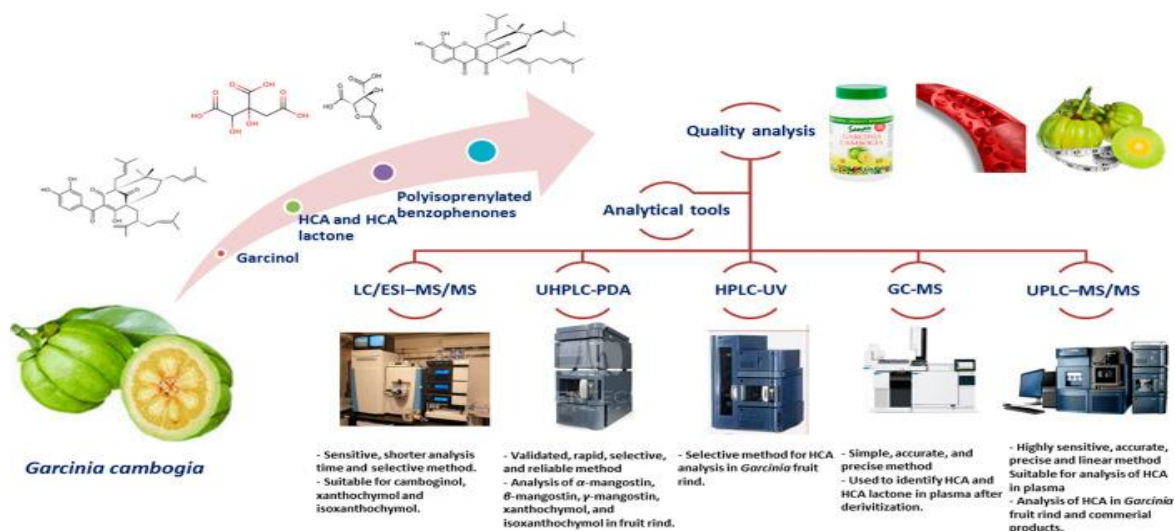 Quality analysis
Analytical tools
Polyisoprenylated
benzophenones
HCA and HCA
lactone
Garcinol
Garcinia cambogia
GARCINIA
CAMBOGIA
LC/ESI–MS/MS
- Sensitive, shorter analysis
time and selective method.
- Suitable for camboginol,
xanthochymol and
isoxanthochymol.
UHPLC-PDA
- Validated, rapid, selective,
and reliable method
- Analysis of α-mangostin,
β-mangostin, γ-mangostin,
xanthochymol, and
isoxanthochymol in fruit rind.
HPLC-UV
- Selective method for HCA
analysis in Garcinia fruit
rind.
GC-MS
- Simple, accurate, and
precise method
- Used to identify HCA and
HCA lactone in plasma after
derivitization.
UPLC–MS/MS
- Highly sensitive, accurate,
precise and linear method
Suitable for analysis of HCA
in plasma
- Analysis of HCA in Garcinia
fruit rind and commerial
products.